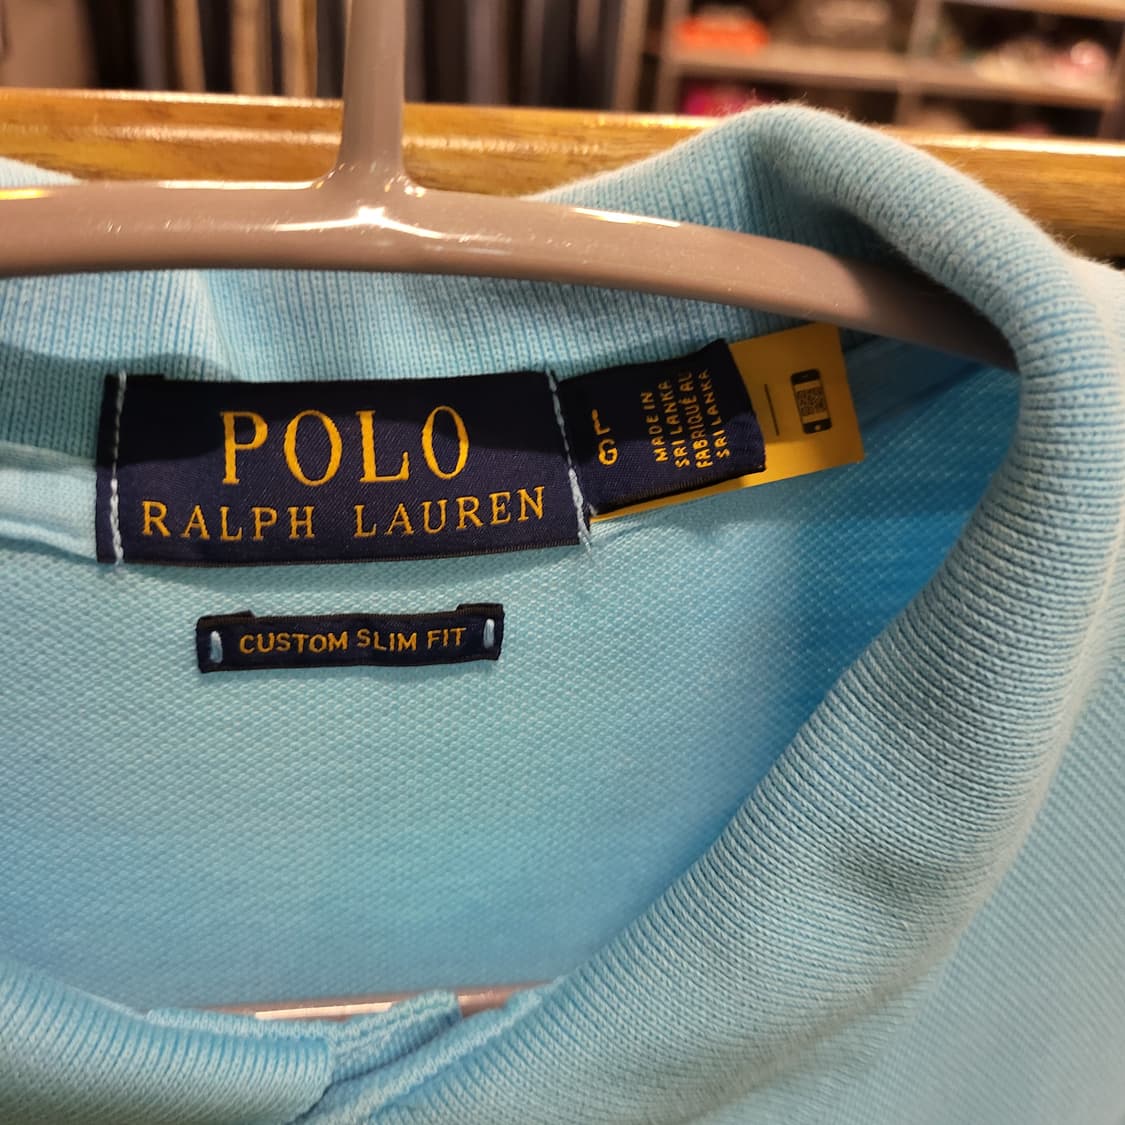 POLO
RALPH LAUREN
L
G
MADE IN
SRI LANKA
FABRIQUÉ AU
SRI LANKA
CUSTOM SLIM FIT